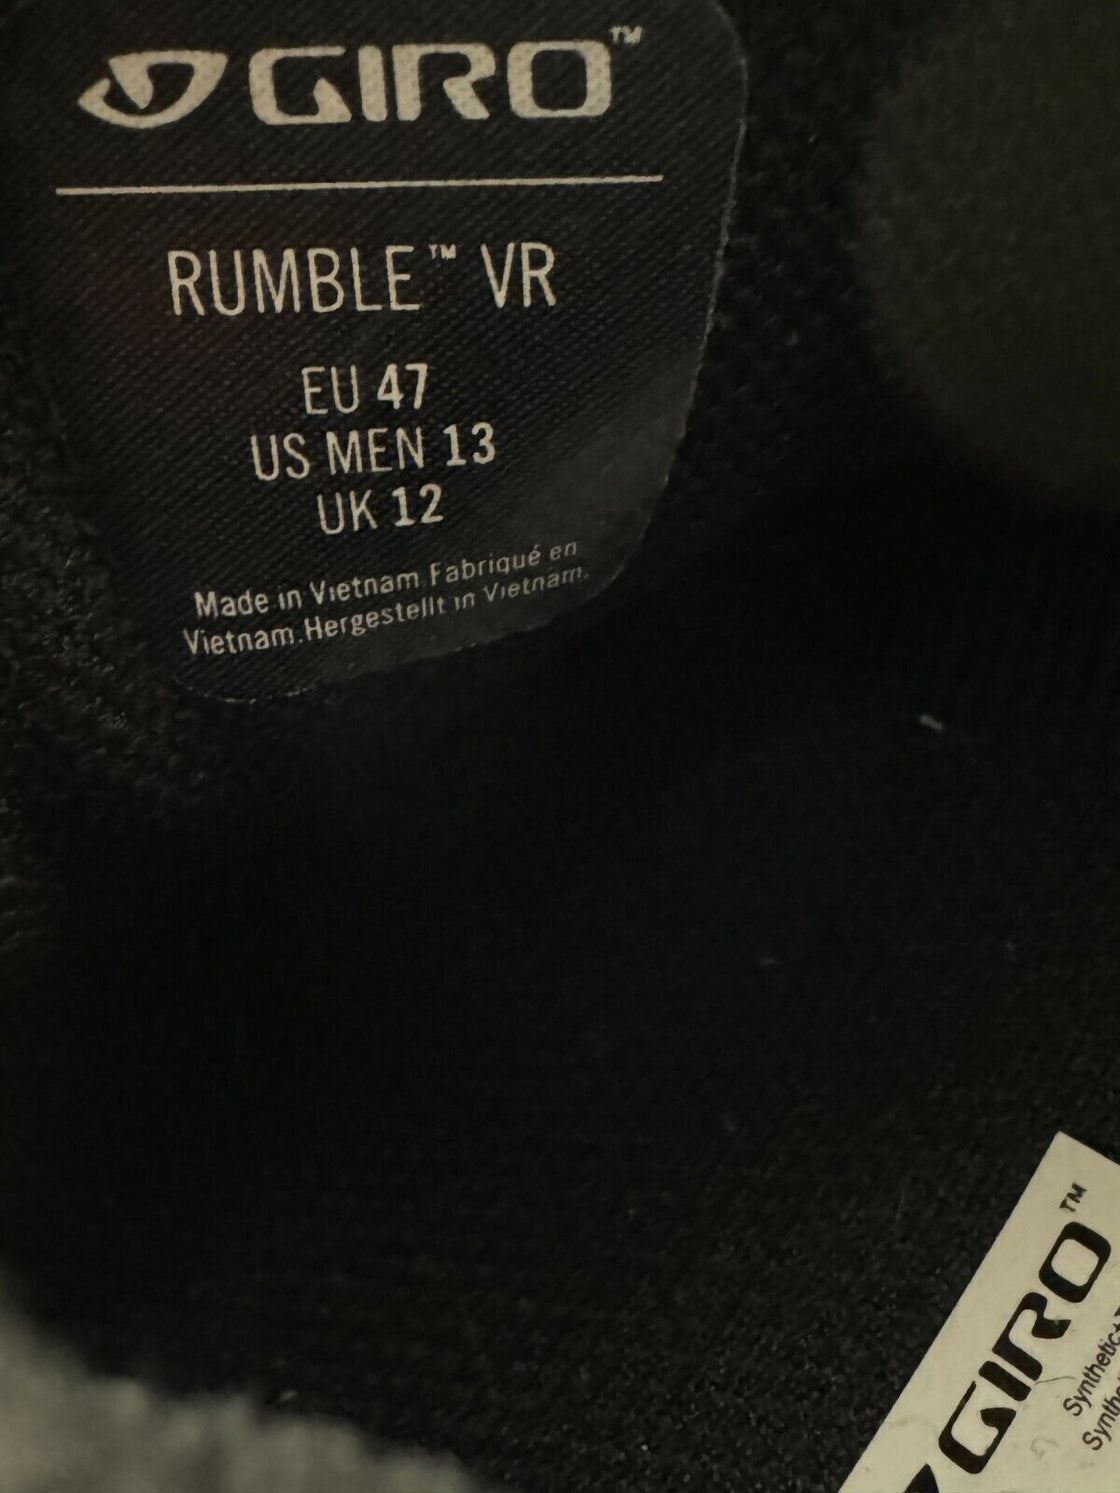 GIRO™
RUMBLE™ VR
EU 47
US MEN 13
UK 12
Made in Vietnam Fabriqué en
Vietnam.Hergestellt in Vietnam.
GIRO™